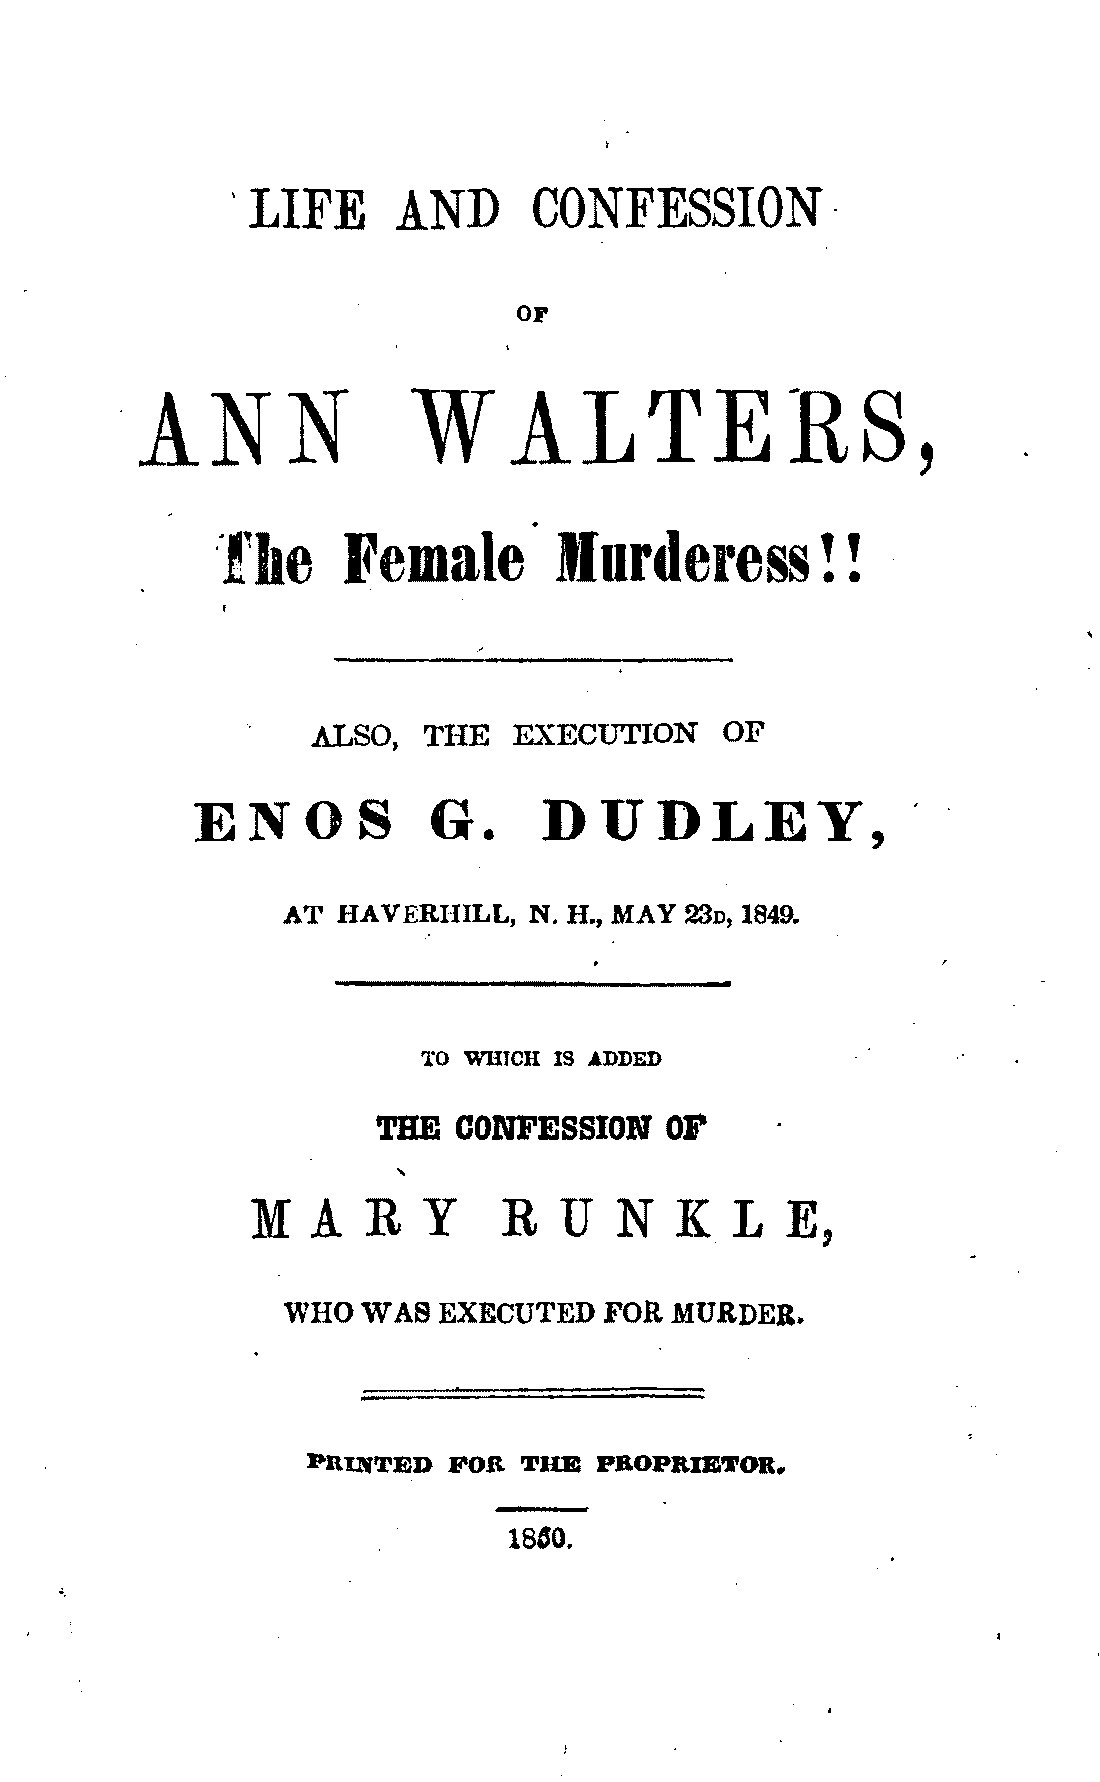 LIFE AND CONFESSION
OF
ANN WALTERS,
The Female Murderess!!
ALSO, THE EXECUTION OF
ENOS G. DUDLEY,
AT HAVERHILL, N. H., MAY 23D, 1849.
TO WHICH IS ADDED
THE CONFESSION OF
MARY RUNKLE,
WHO WAS EXECUTED FOR MURDER.
PRINTED FOR THE PROPRIETOR.
1850.